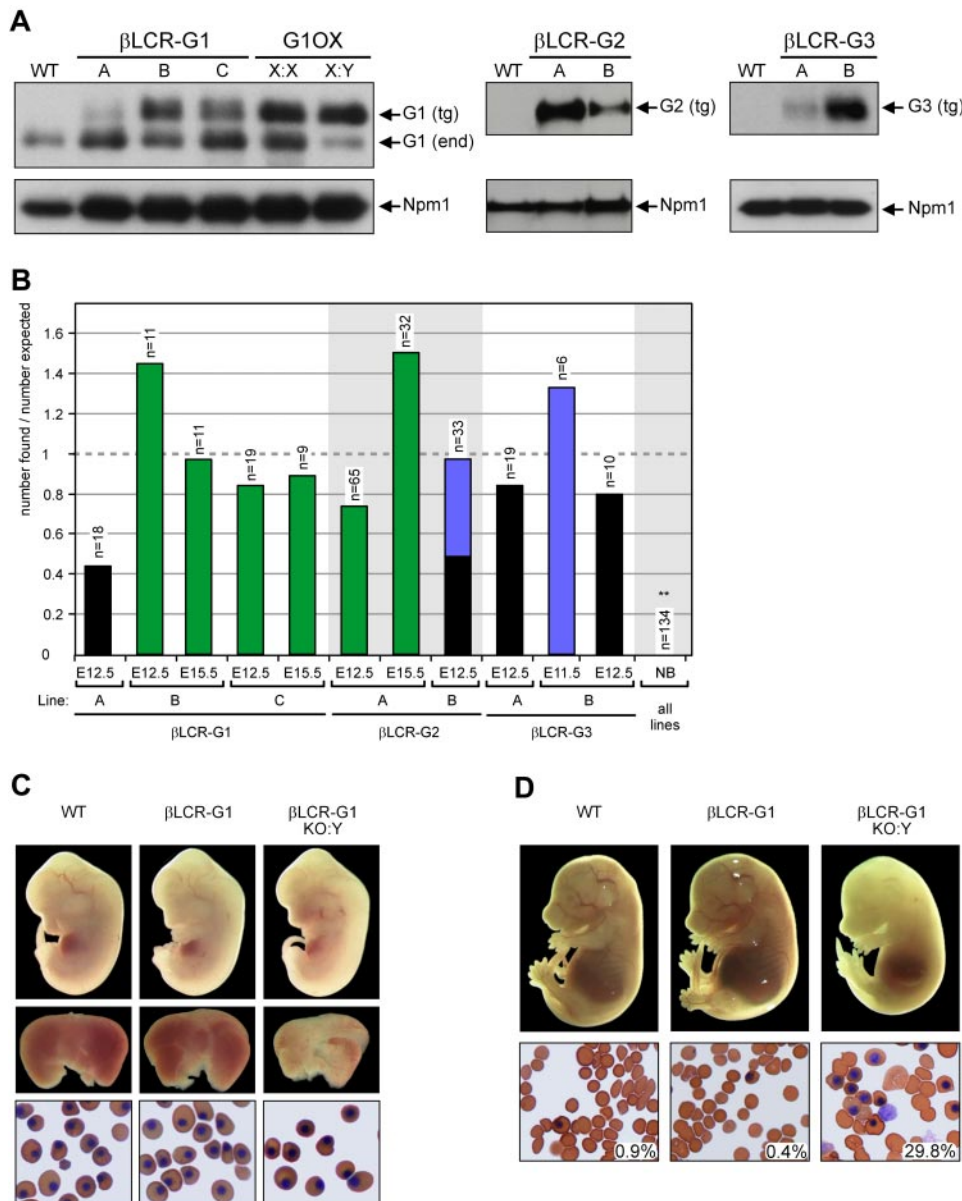 A
βLCR-G1 G1OX
WT A B C X:X X:Y
G1 (tg)
G1 (end)
Npm1
βLCR-G2
WT A B
G2 (tg)
Npm1
βLCR-G3
WT A B
G3 (tg)
Npm1
B
number found / number expected
1.6
1.4
1.2
1
0.8
0.6
0.4
0.2
0
n=18
n=11
n=11
n=19
n=9
n=65
n=32
n=33
n=19
n=6
n=10
**
n=134
E12.5 E12.5 E15.5 E12.5 E15.5 E12.5 E15.5 E12.5 E12.5 E11.5 E12.5 NB
Line: A B C A B A B all lines
βLCR-G1 βLCR-G2 βLCR-G3
C
WT βLCR-G1 βLCR-G1 KO:Y
D
WT βLCR-G1 βLCR-G1 KO:Y
0.9% 0.4% 29.8%